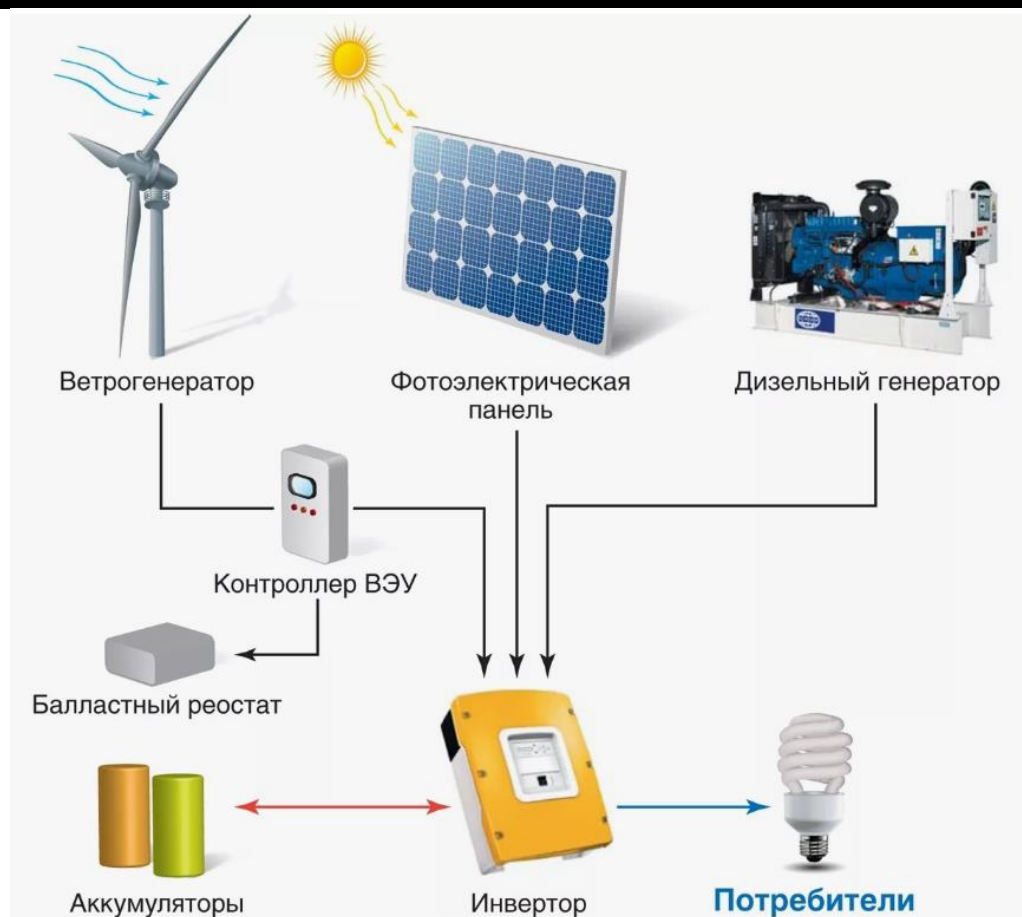 Ветрогенератор
Фотоэлектрическая
панель
Дизельный генератор
Контроллер ВЭУ
Балластный реостат
Аккумуляторы
Инвертор
Потребители